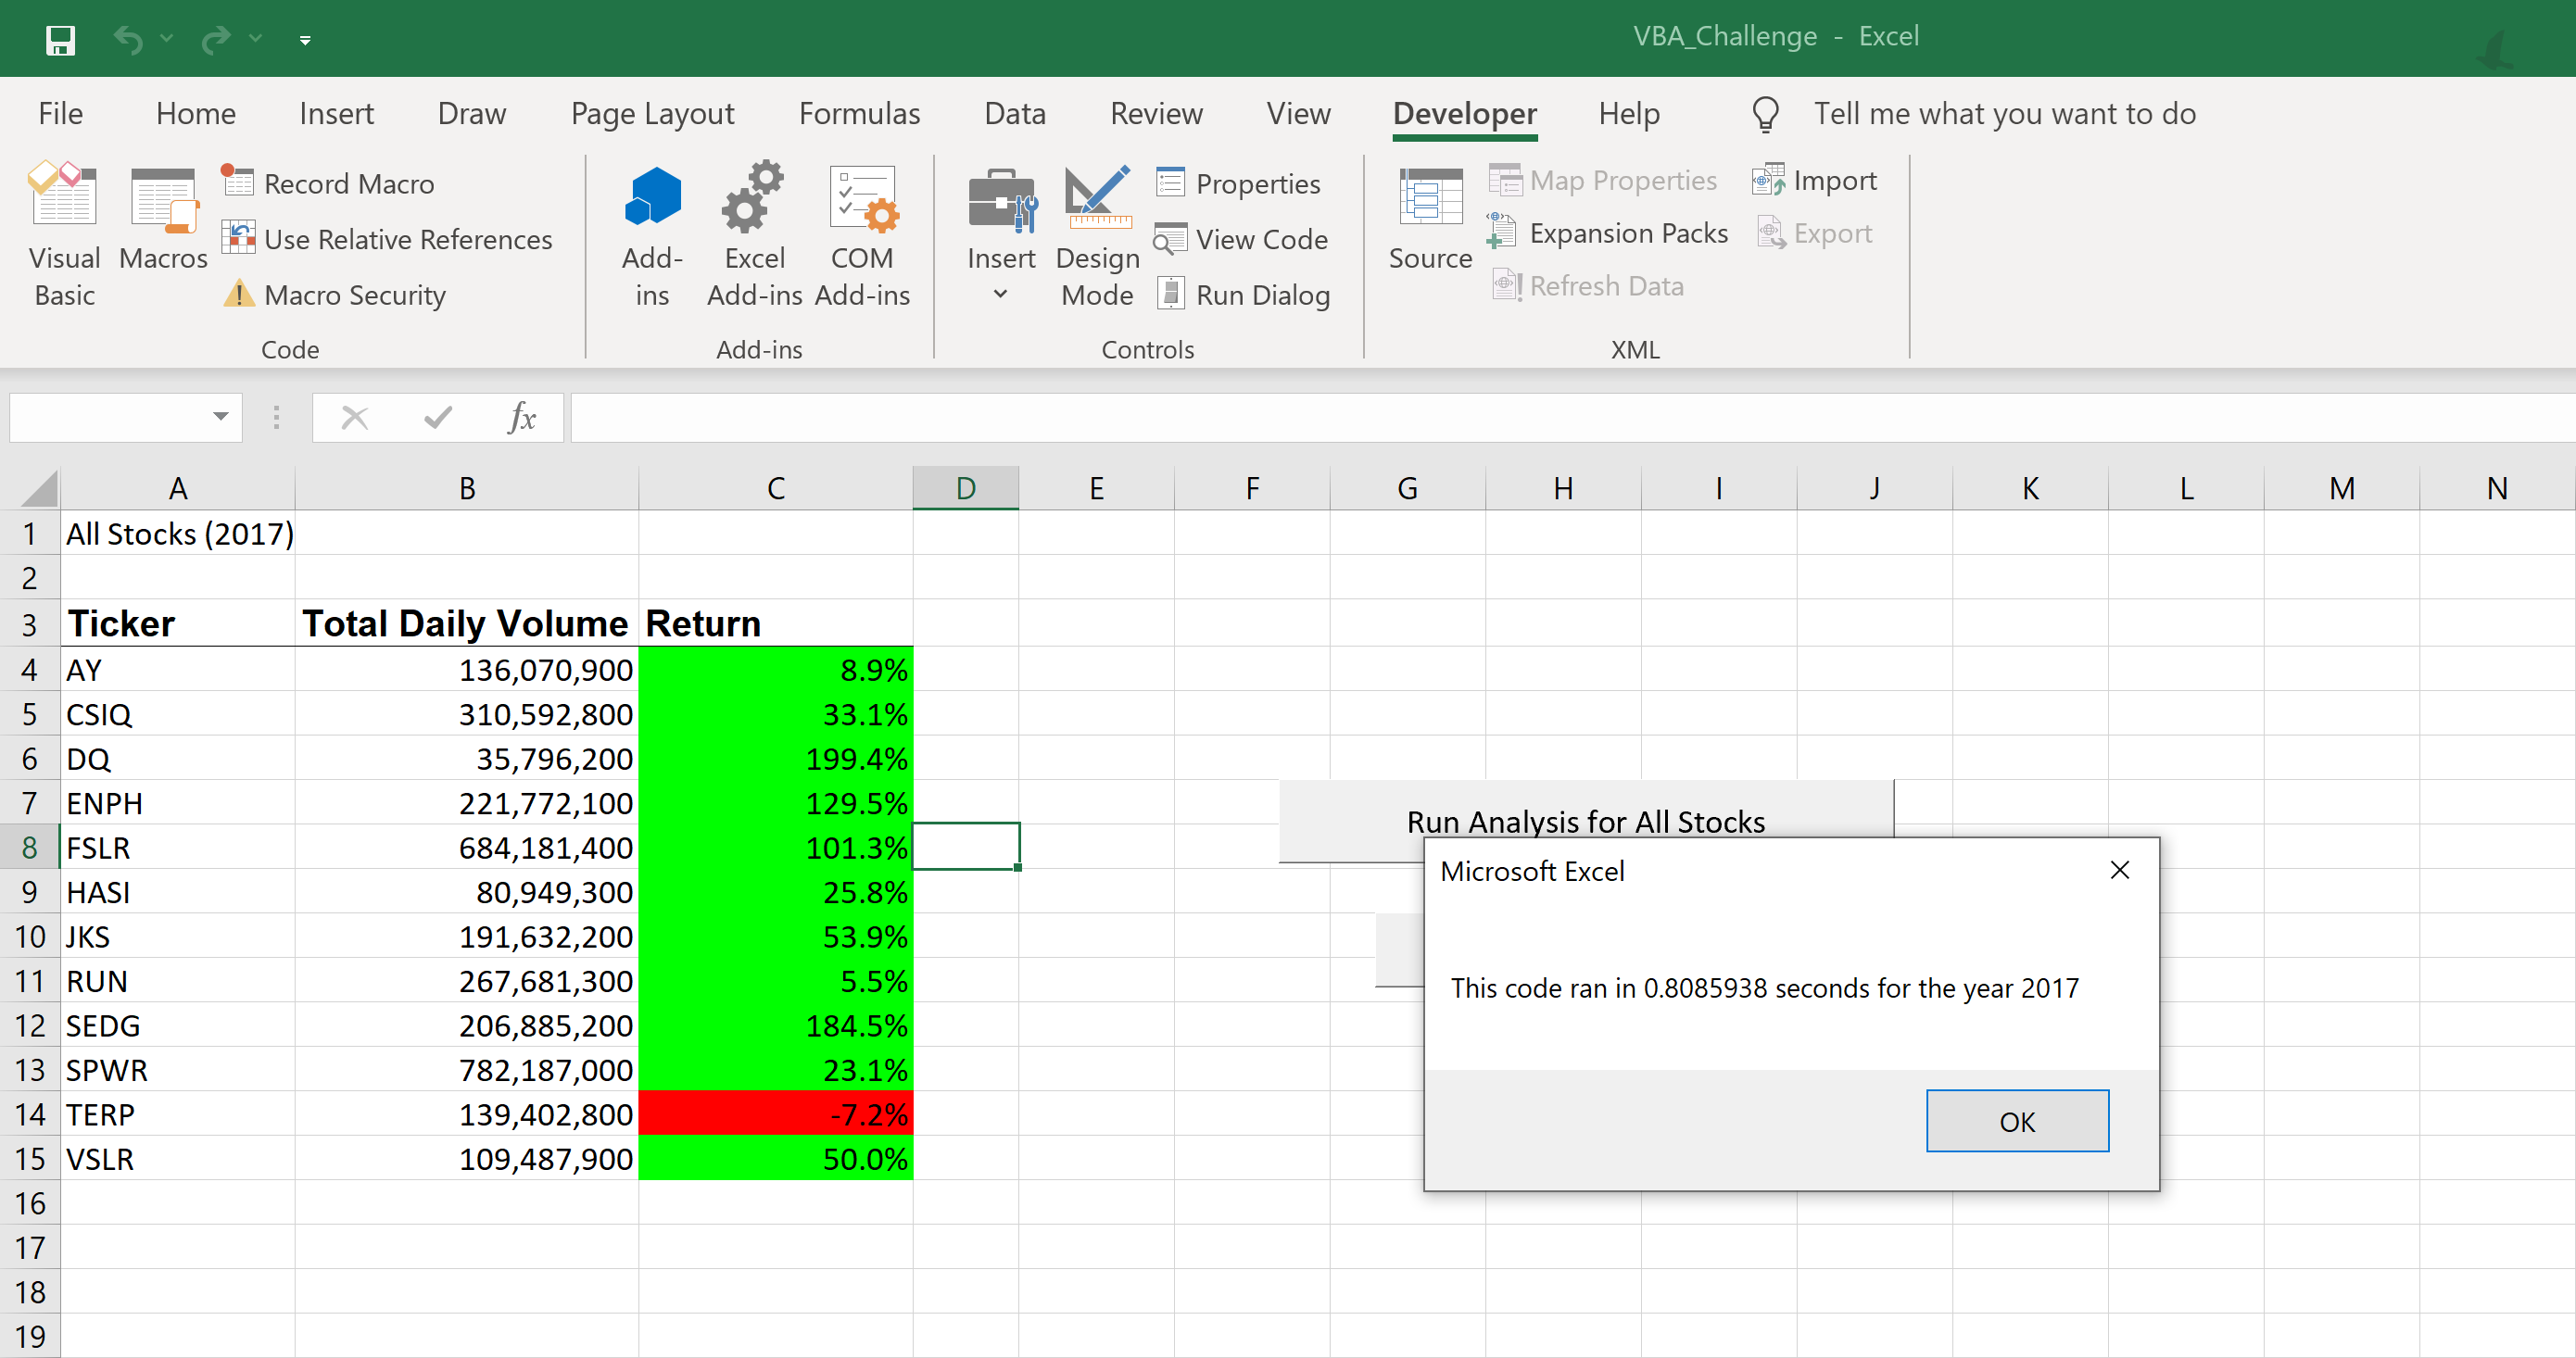 VBA_Challenge - Excel
File Home Insert Draw Page Layout Formulas Data Review View Developer Help Tell me what you want to do
Visual Basic
Macros
Record Macro
Use Relative References
Macro Security
Code
Add-ins
Excel Add-ins
COM Add-ins
Add-ins
Insert
Design Mode
Properties
View Code
Run Dialog
Controls
Source
Map Properties
Expansion Packs
Refresh Data
Import
Export
XML
fx
A B C D E F G H I J K L M N
1 All Stocks (2017)
2
3 Ticker Total Daily Volume Return
4 AY 136,070,900 8.9%
5 CSIQ 310,592,800 33.1%
6 DQ 35,796,200 199.4%
7 ENPH 221,772,100 129.5%
8 FSLR 684,181,400 101.3%
9 HASI 80,949,300 25.8%
10 JKS 191,632,200 53.9%
11 RUN 267,681,300 5.5%
12 SEDG 206,885,200 184.5%
13 SPWR 782,187,000 23.1%
14 TERP 139,402,800 -7.2%
15 VSLR 109,487,900 50.0%
16
17
18
19
Run Analysis for All Stocks
Microsoft Excel
This code ran in 0.8085938 seconds for the year 2017
OK